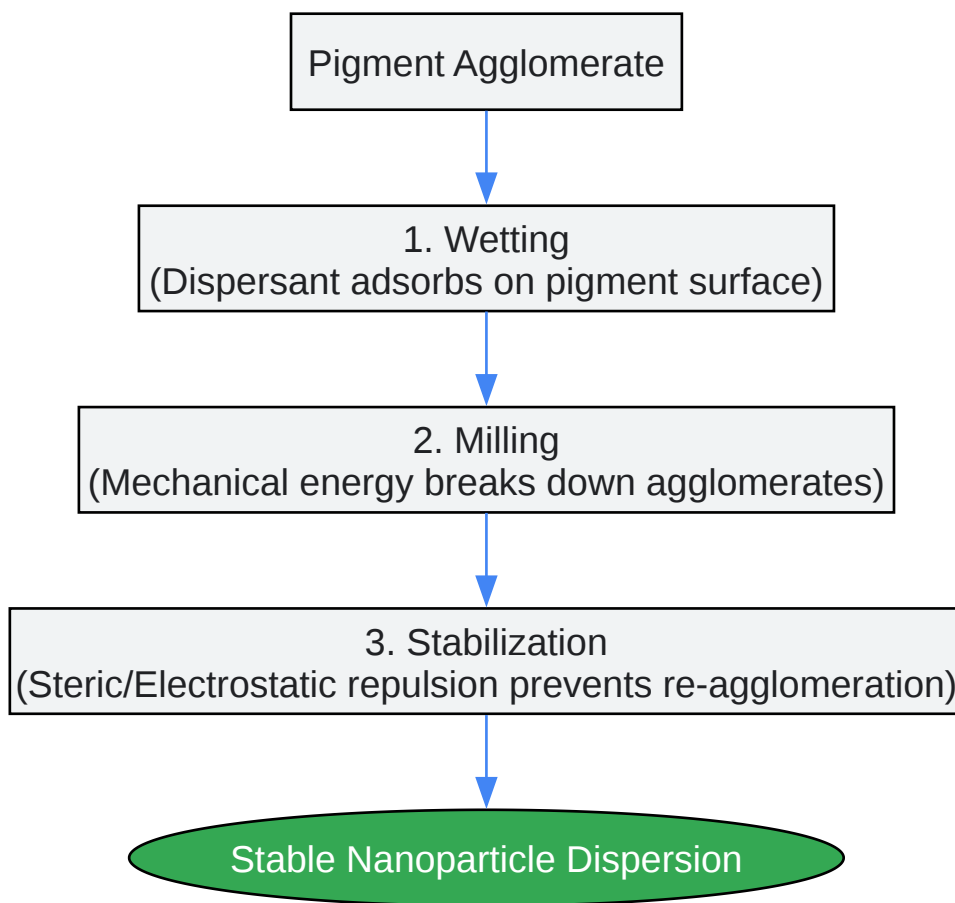 Pigment Agglomerate
1. Wetting
(Dispersant adsorbs on pigment surface)
2. Milling
(Mechanical energy breaks down agglomerates)
3. Stabilization
(Steric/Electrostatic repulsion prevents re-agglomeration)
Stable Nanoparticle Dispersion